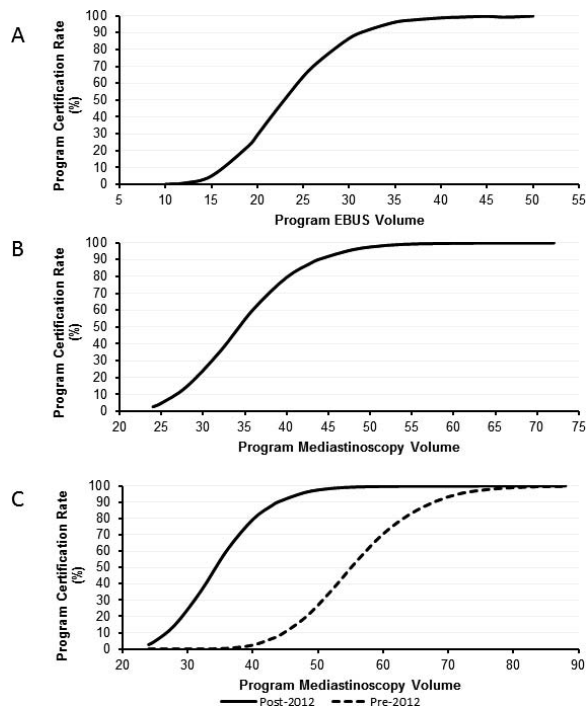 A
Program Certification Rate
(%)
100
90
80
70
60
50
40
30
20
10
0
5 10 15 20 25 30 35 40 45 50 55
Program EBUS Volume
B
Program Certification Rate
(%)
100
90
80
70
60
50
40
30
20
10
0
20 25 30 35 40 45 50 55 60 65 70 75
Program Mediastinoscopy Volume
C
Program Certification Rate
(%)
100
90
80
70
60
50
40
30
20
10
0
20 30 40 50 60 70 80 90
Program Mediastinoscopy Volume
Post-2012 Pre-2012